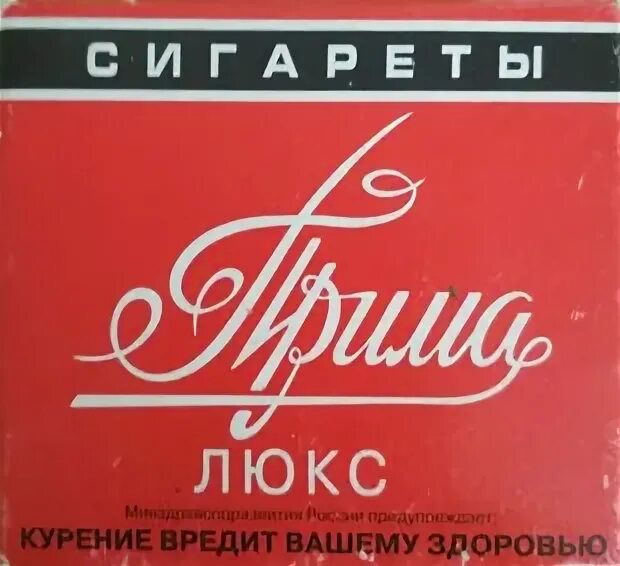 СИГАРЕТЫ
Прима
ЛЮКС
Минздравсоцразвития России предупреждает:
КУРЕНИЕ ВРЕДИТ ВАШЕМУ ЗДОРОВЬЮ